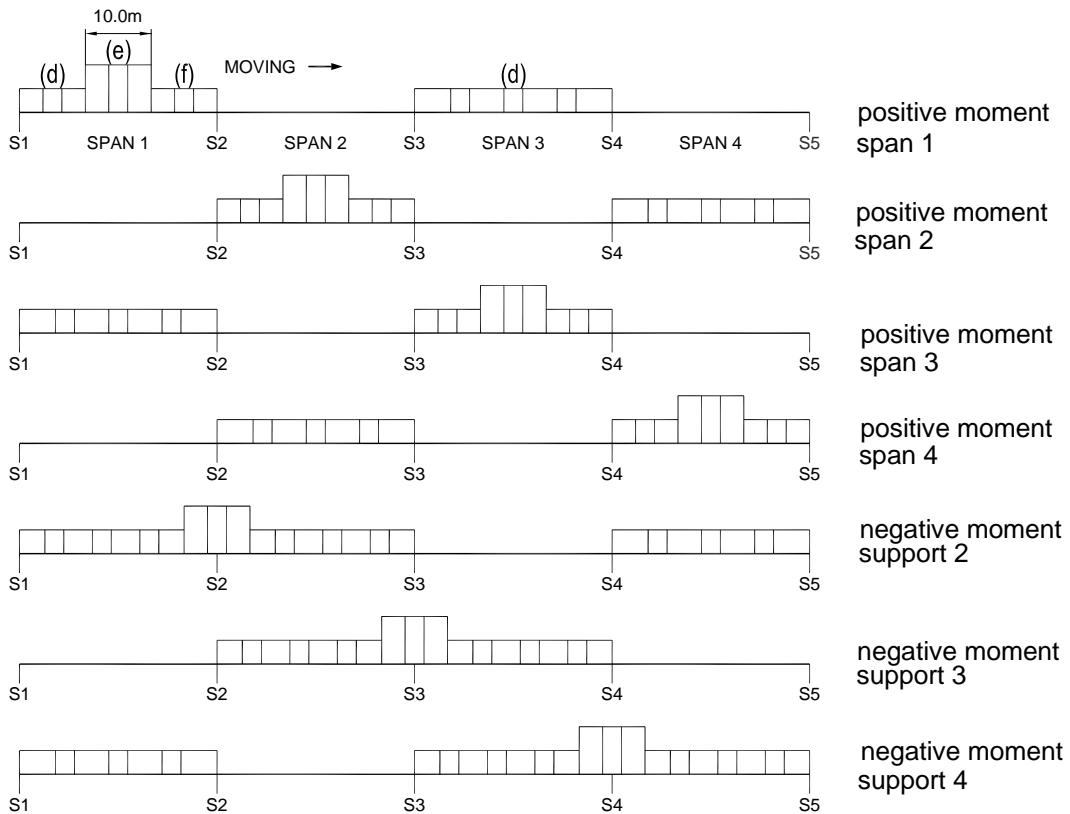 10.0m
(d) (e) (f) MOVING (d)
S1 SPAN 1 S2 SPAN 2 S3 SPAN 3 S4 SPAN 4 S5
positive moment
span 1
S1 S2 S3 S4 S5
positive moment
span 2
S1 S2 S3 S4 S5
positive moment
span 3
S1 S2 S3 S4 S5
positive moment
span 4
S1 S2 S3 S4 S5
negative moment
support 2
S1 S2 S3 S4 S5
negative moment
support 3
S1 S2 S3 S4 S5
negative moment
support 4